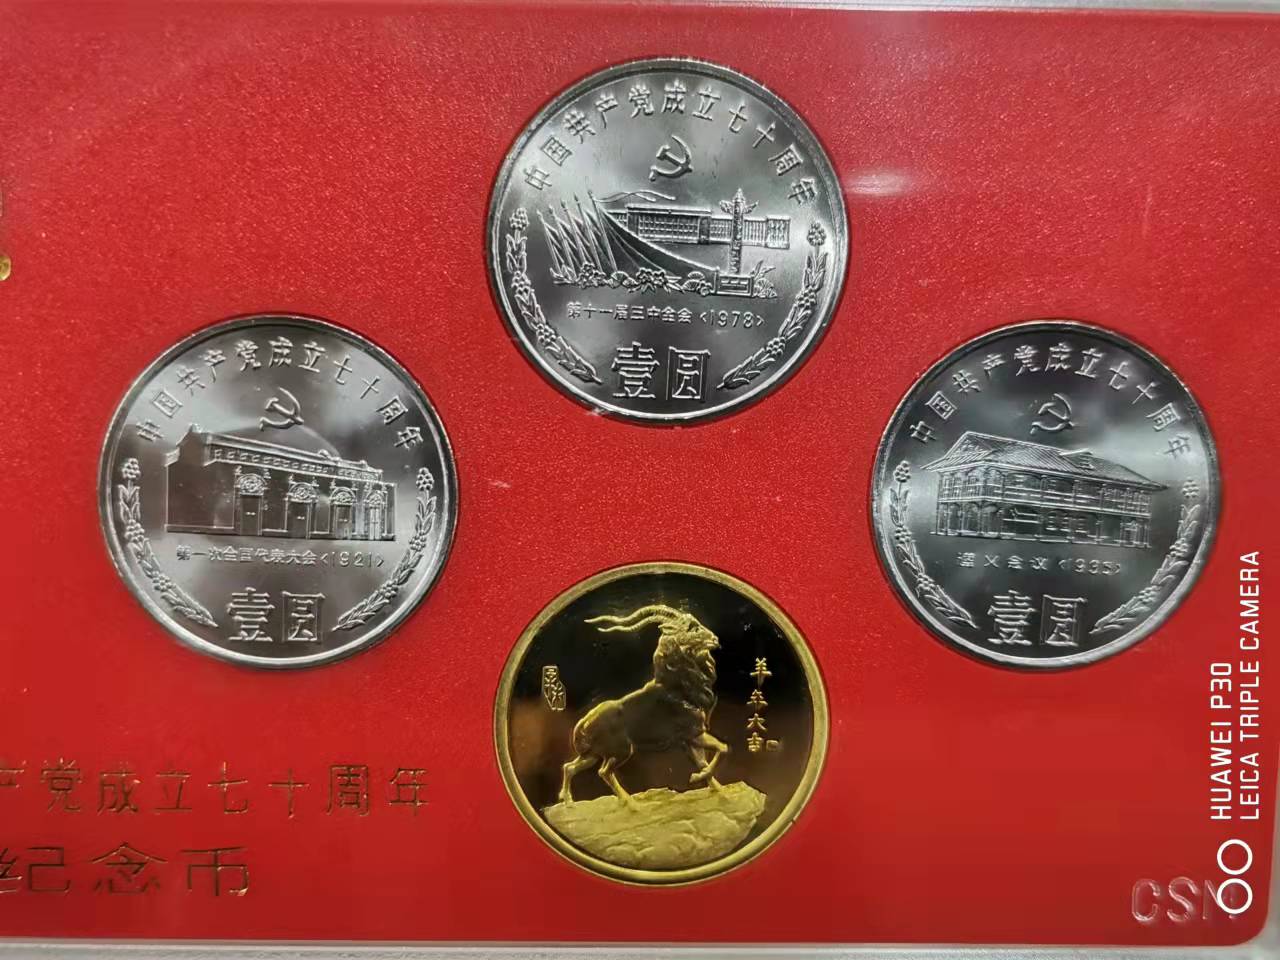 中国共产党成立七十周年
第十一届三中全会<1978>
壹圆
中国共产党成立七十周年
第一次全国代表大会<1921>
壹圆
中国共产党成立七十周年
遵义会议<1935>
壹圆
羊年大吉
产党成立七十周年
纪念币
CSM
HUAWEI P30
LEICA TRIPLE CAMERA